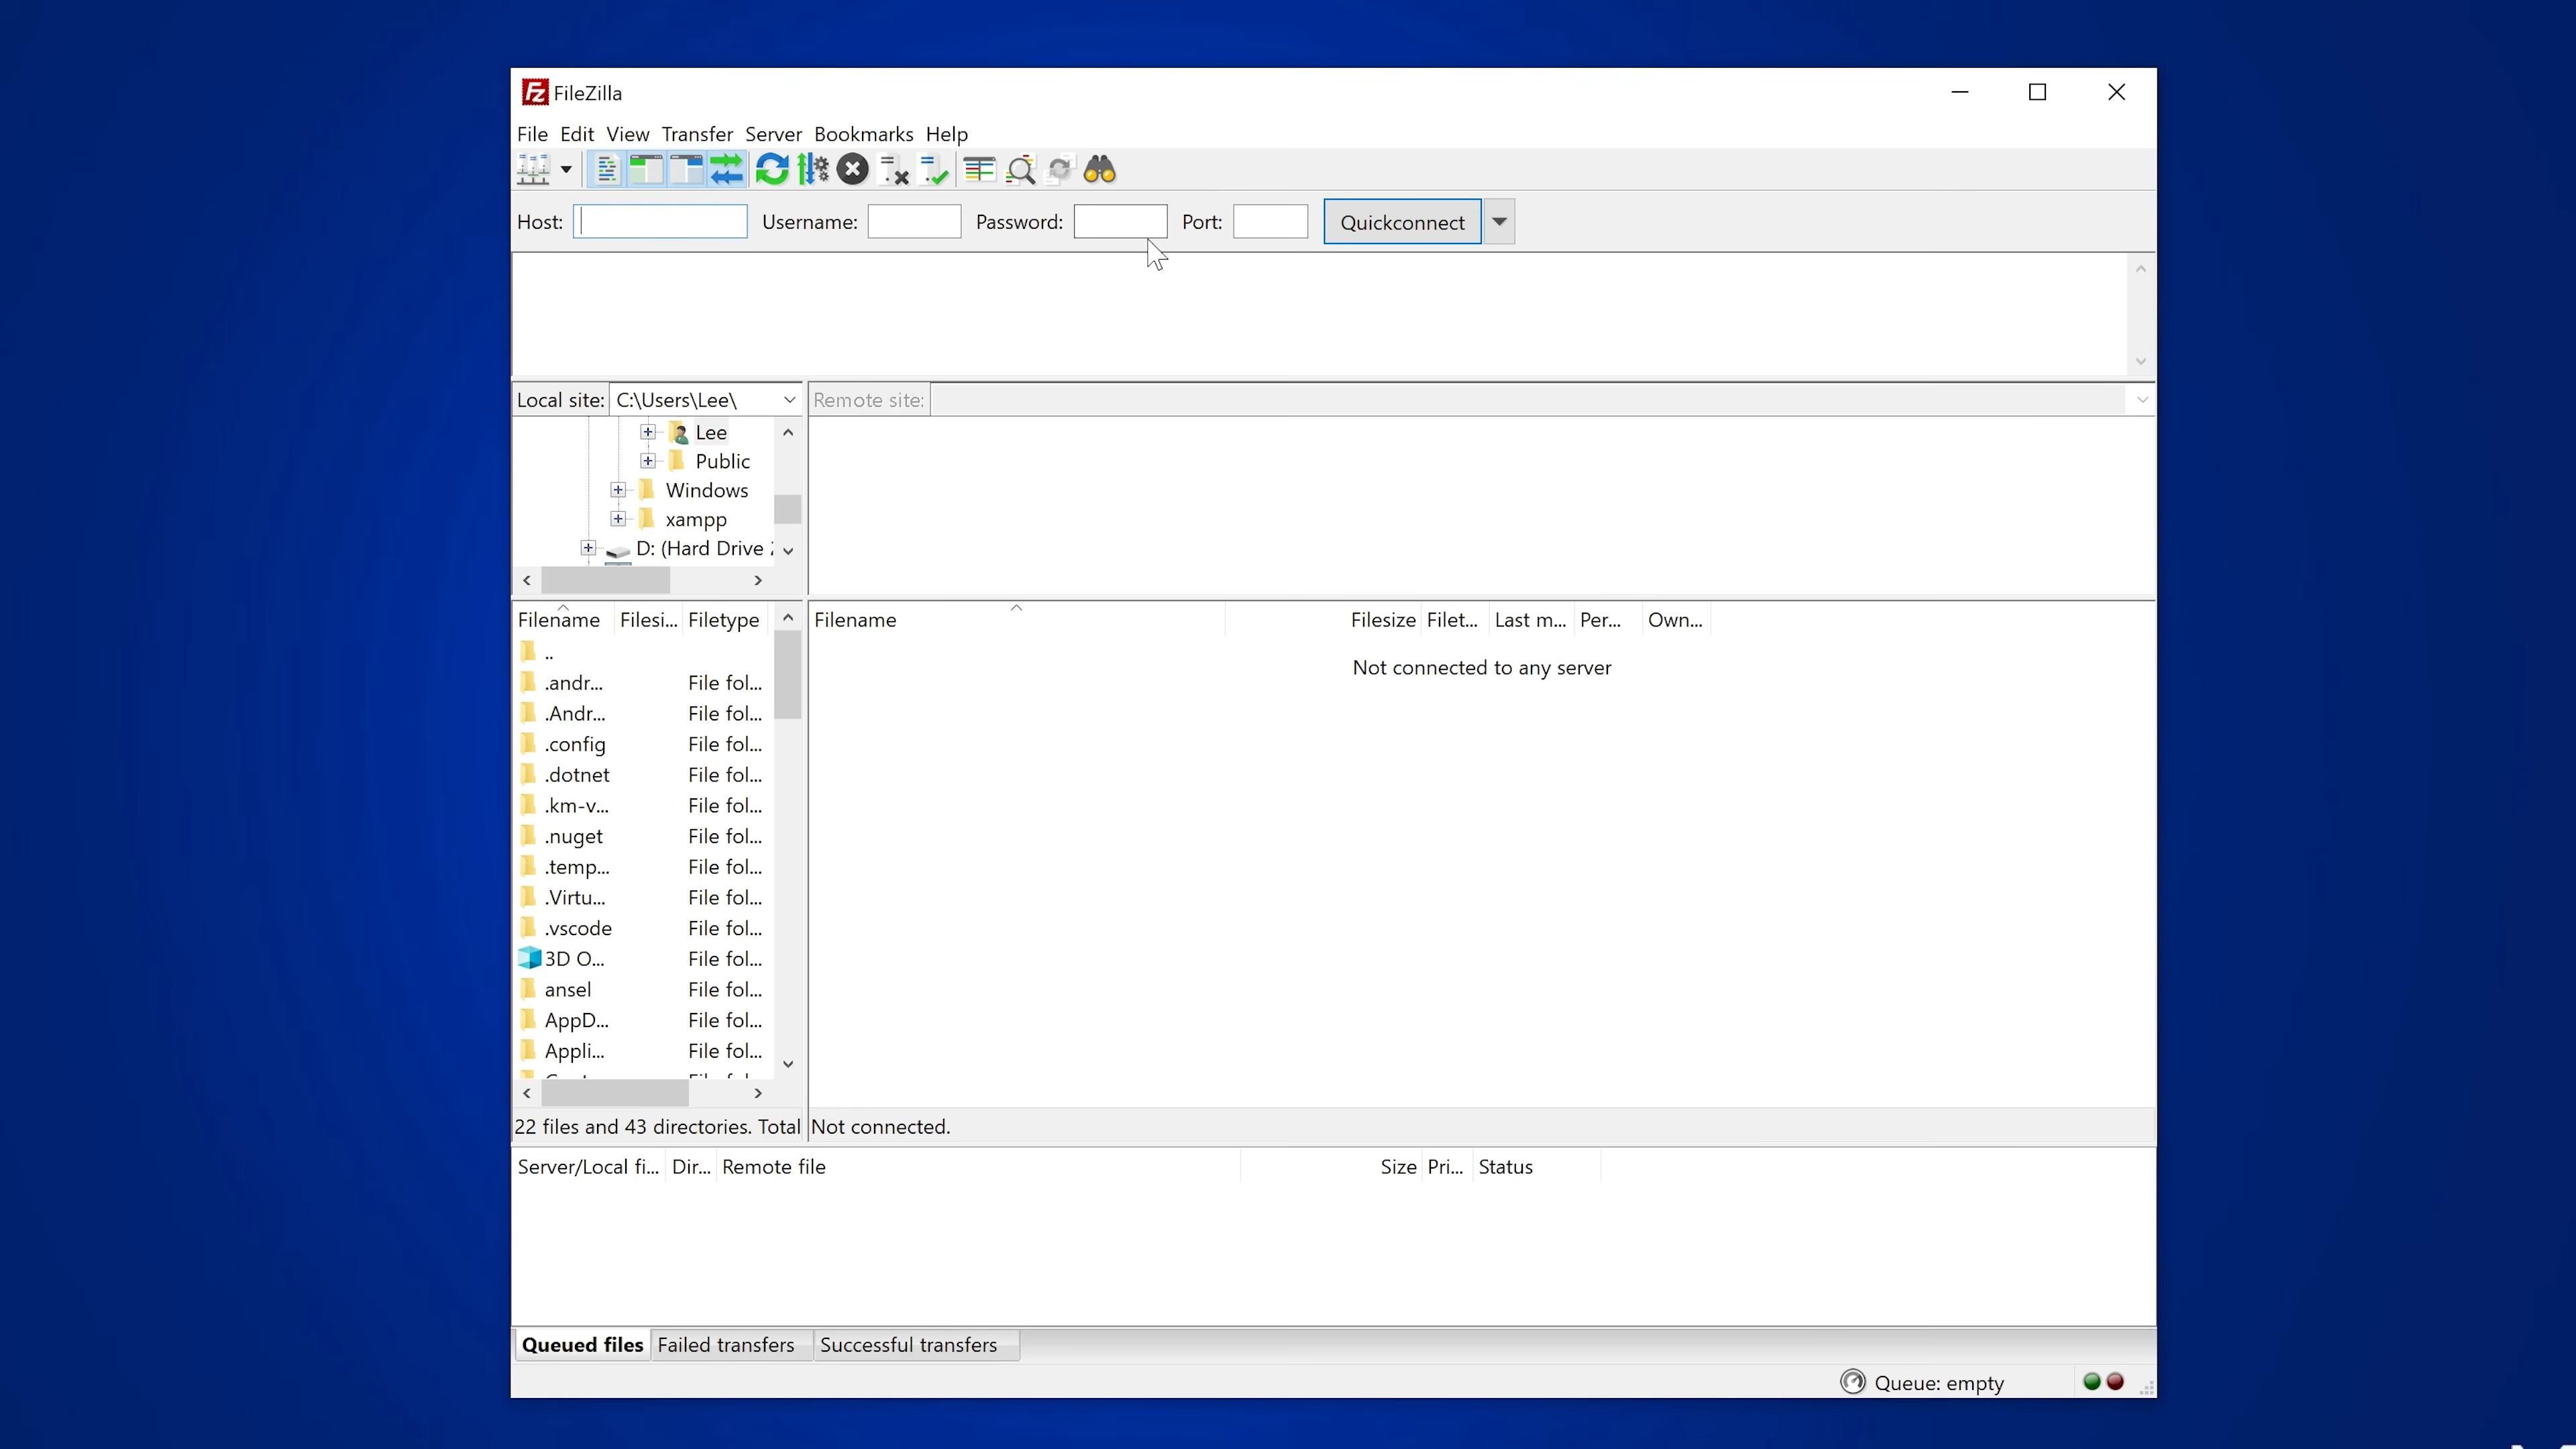 FileZilla
File Edit View Transfer Server Bookmarks Help
Host: Username: Password: Port: Quickconnect
Local site: C:\Users\Lee\ Remote site:
Lee
Public
Windows
xampp
D: (Hard Drive
Filename Filesi... Filetype
..
.andr... File fol...
.Andr... File fol...
.config File fol...
.dotnet File fol...
.km-v... File fol...
.nuget File fol...
.temp... File fol...
.Virtu... File fol...
.vscode File fol...
3D O... File fol...
ansel File fol...
AppD... File fol...
Appli... File fol...
22 files and 43 directories. Total
Filename Filesize Filet... Last m... Per... Own...
Not connected to any server
Not connected.
Server/Local fi... Dir... Remote file Size Pri... Status
Queued files Failed transfers Successful transfers
Queue: empty